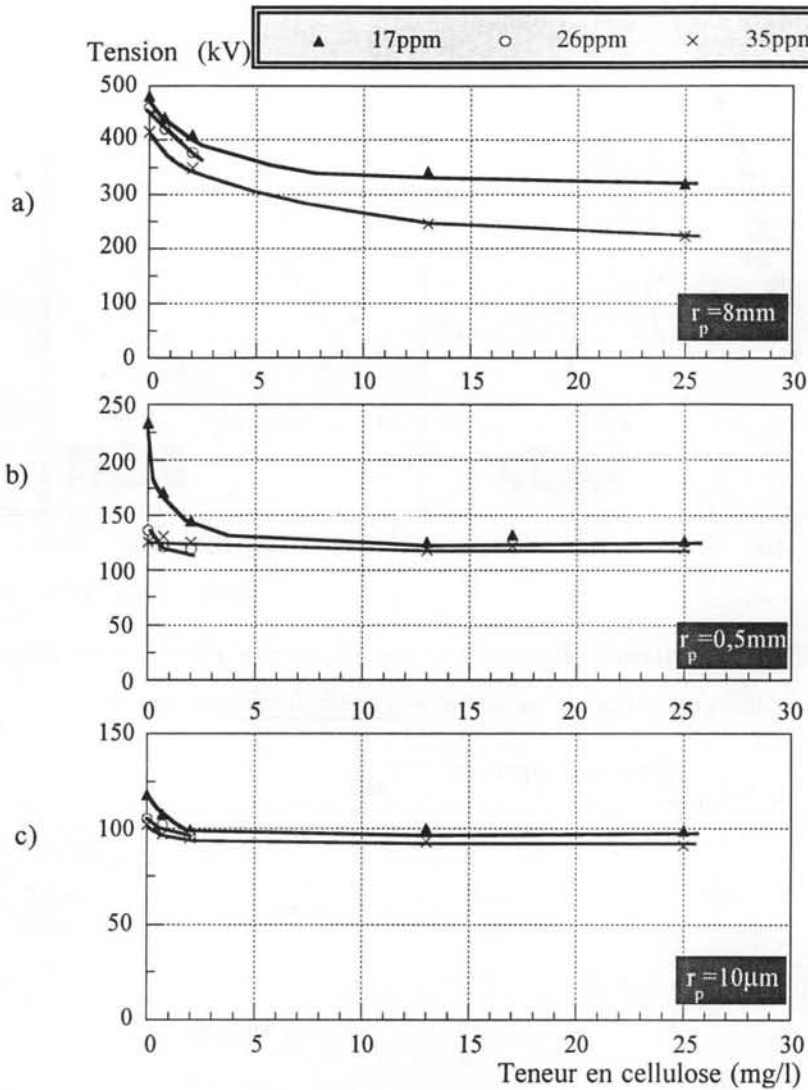 Tension (kV)
17ppm 26ppm 35ppm
500
400
a) 300
200
100
0
r_p=8mm
0 5 10 15 20 25 30
250
200
b) 150
100
50
0
r_p=0,5mm
0 5 10 15 20 25 30
150
100
c)
50
0
r_p=10µm
0 5 10 15 20 25 30
Teneur en cellulose (mg/l)